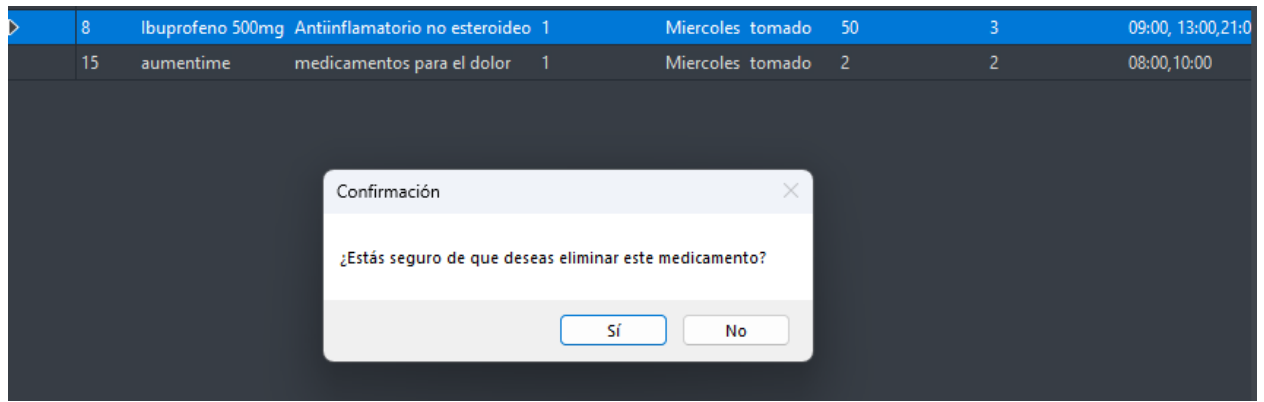 8 Ibuprofeno 500mg Antiinflamatorio no esteroideo 1 Miercoles tomado 50 3 09:00, 13:00,21:0
15 aumentime medicamentos para el dolor 1 Miercoles tomado 2 2 08:00,10:00
Confirmación
¿Estás seguro de que deseas eliminar este medicamento?
Sí No